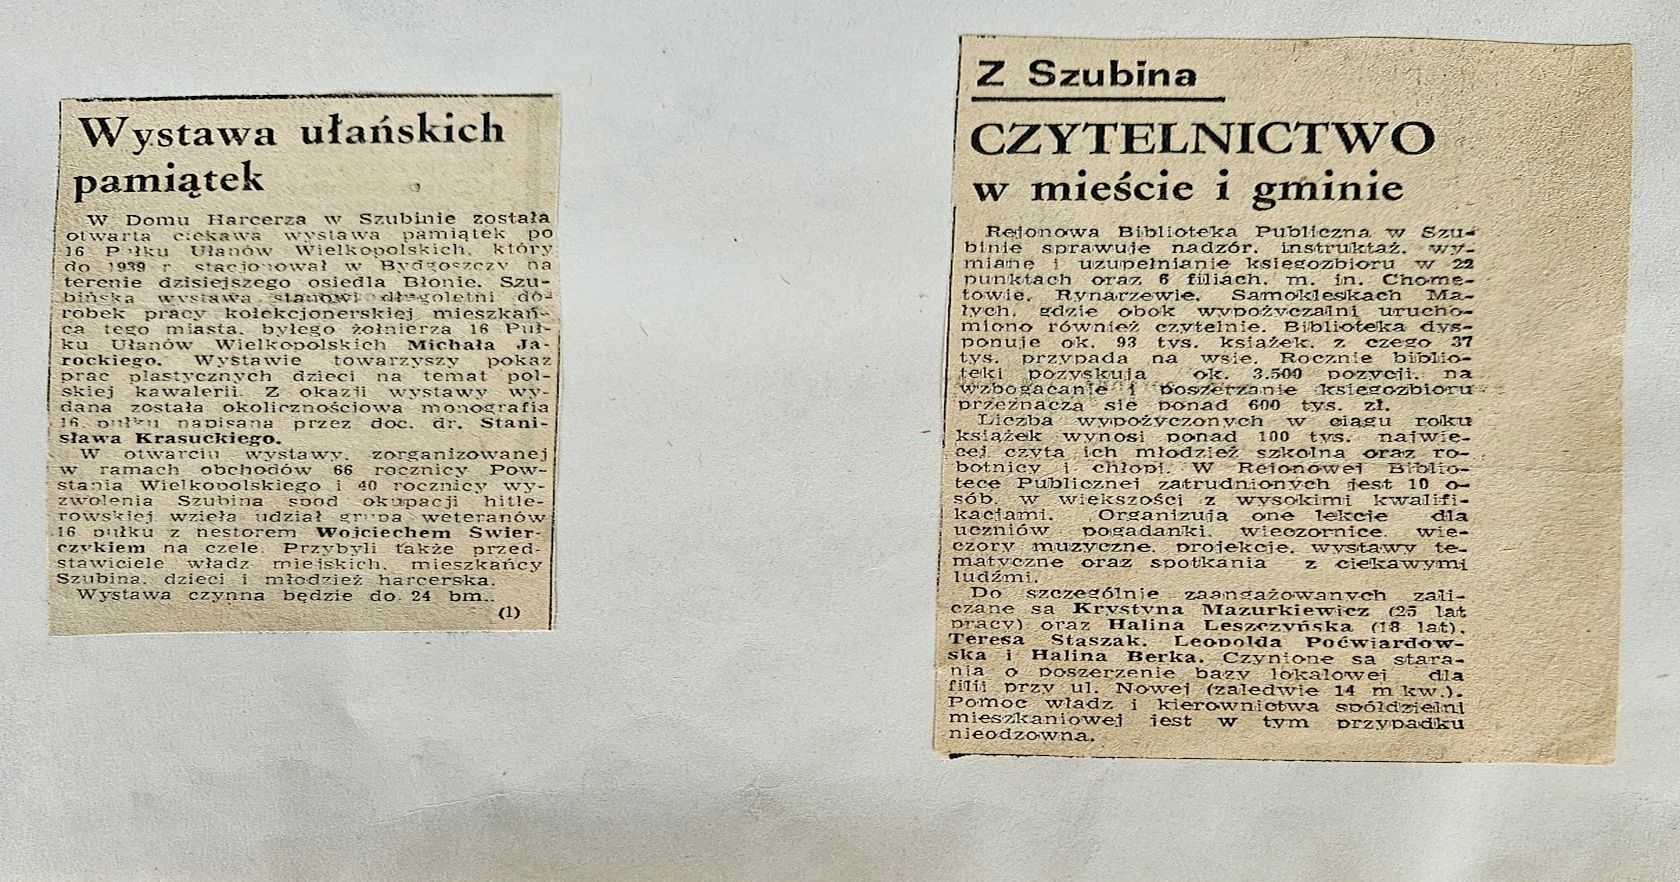 Wystawa ułańskich
pamiątek
W Domu Harcerza w Szubinie została
otwarta ciekawa wystawa pamiątek po
16 Pułku Ułanów Wielkopolskich, który
do 1939 r stacjonował w Bydgoszczy na
terenie dzisiejszego osiedla Błonie. Szu-
bińska wystawa stanowi długoletni do-
robek pracy kolekcjonerskiej mieszkań-
ca tego miasta, byłego żołnierza 16 Puł-
ku Ułanów Wielkopolskich Michała Ja-
rockiego. Wystawie towarzyszy pokaz
prac plastycznych dzieci na temat pol-
skiej kawalerii. Z okazji wystawy wy-
dana została okolicznościowa monografia
16 pułku napisana przez doc. dr. Stani-
sława Krasuckiego.
W otwarciu wystawy, zorganizowanej
w ramach obchodów 66 rocznicy Pow-
stania Wielkopolskiego i 40 rocznicy wy-
zwolenia Szubina spod okupacji hitle-
rowskiej wzięła udział grupa weteranów
16 pułku z nestorem Wojciechem Swier-
czykiem na czele. Przybyli także przed-
stawiciele władz miejskich, mieszkańcy
Szubina, dzieci i młodzież harcerska.
Wystawa czynna będzie do 24 bm..
(1)
Z Szubina
CZYTELNICTWO
w mieście i gminie
Rejonowa Biblioteka Publiczna w Szu-
binie sprawuje nadzór, instruktaż, wy-
mianę i uzupełnianie księgozbioru w 22
punktach oraz 6 filiach, m. in. Chome-
towie, Rynarzewie, Samoklęskach Ma-
łych, gdzie obok wypożyczalni urucho-
miono również czytelnie. Biblioteka dys-
ponuje ok. 93 tys. książek, z czego 37
tys. przypada na wsie. Rocznie biblio-
teki pozyskują ok. 3.500 pozycji, na
wzbogacanie i poszerzanie księgozbioru
przeznacza się ponad 600 tys. zł.
Liczba wypożyczonych w ciągu roku
książek wynosi ponad 100 tys. najwię-
cej czyta ich młodzież szkolna oraz ro-
botnicy i chłopi. W Rejonowej Biblio-
tece Publicznej zatrudnionych jest 10 o-
sób, w większości z wysokimi kwalifi-
kacjami. Organizują one lekcje dla
uczniów pogadanki, wieczornice, wie-
czory muzyczne, projekcje, wystawy te-
matyczne oraz spotkania z ciekawymi
ludźmi.
Do szczególnie zaangażowanych zali-
czane są Krystyna Mazurkiewicz (25 lat
pracy) oraz Halina Leszczyńska (18 lat),
Teresa Staszak, Leopolda Poćwiardow-
ska i Halina Berka. Czynione są stara-
nia o poszerzenie bazy lokalowej dla
filii przy ul. Nowej (zaledwie 14 m kw.).
Pomoc władz i kierownictwa spółdzielni
mieszkaniowej jest w tym przypadku
nieodzowna.